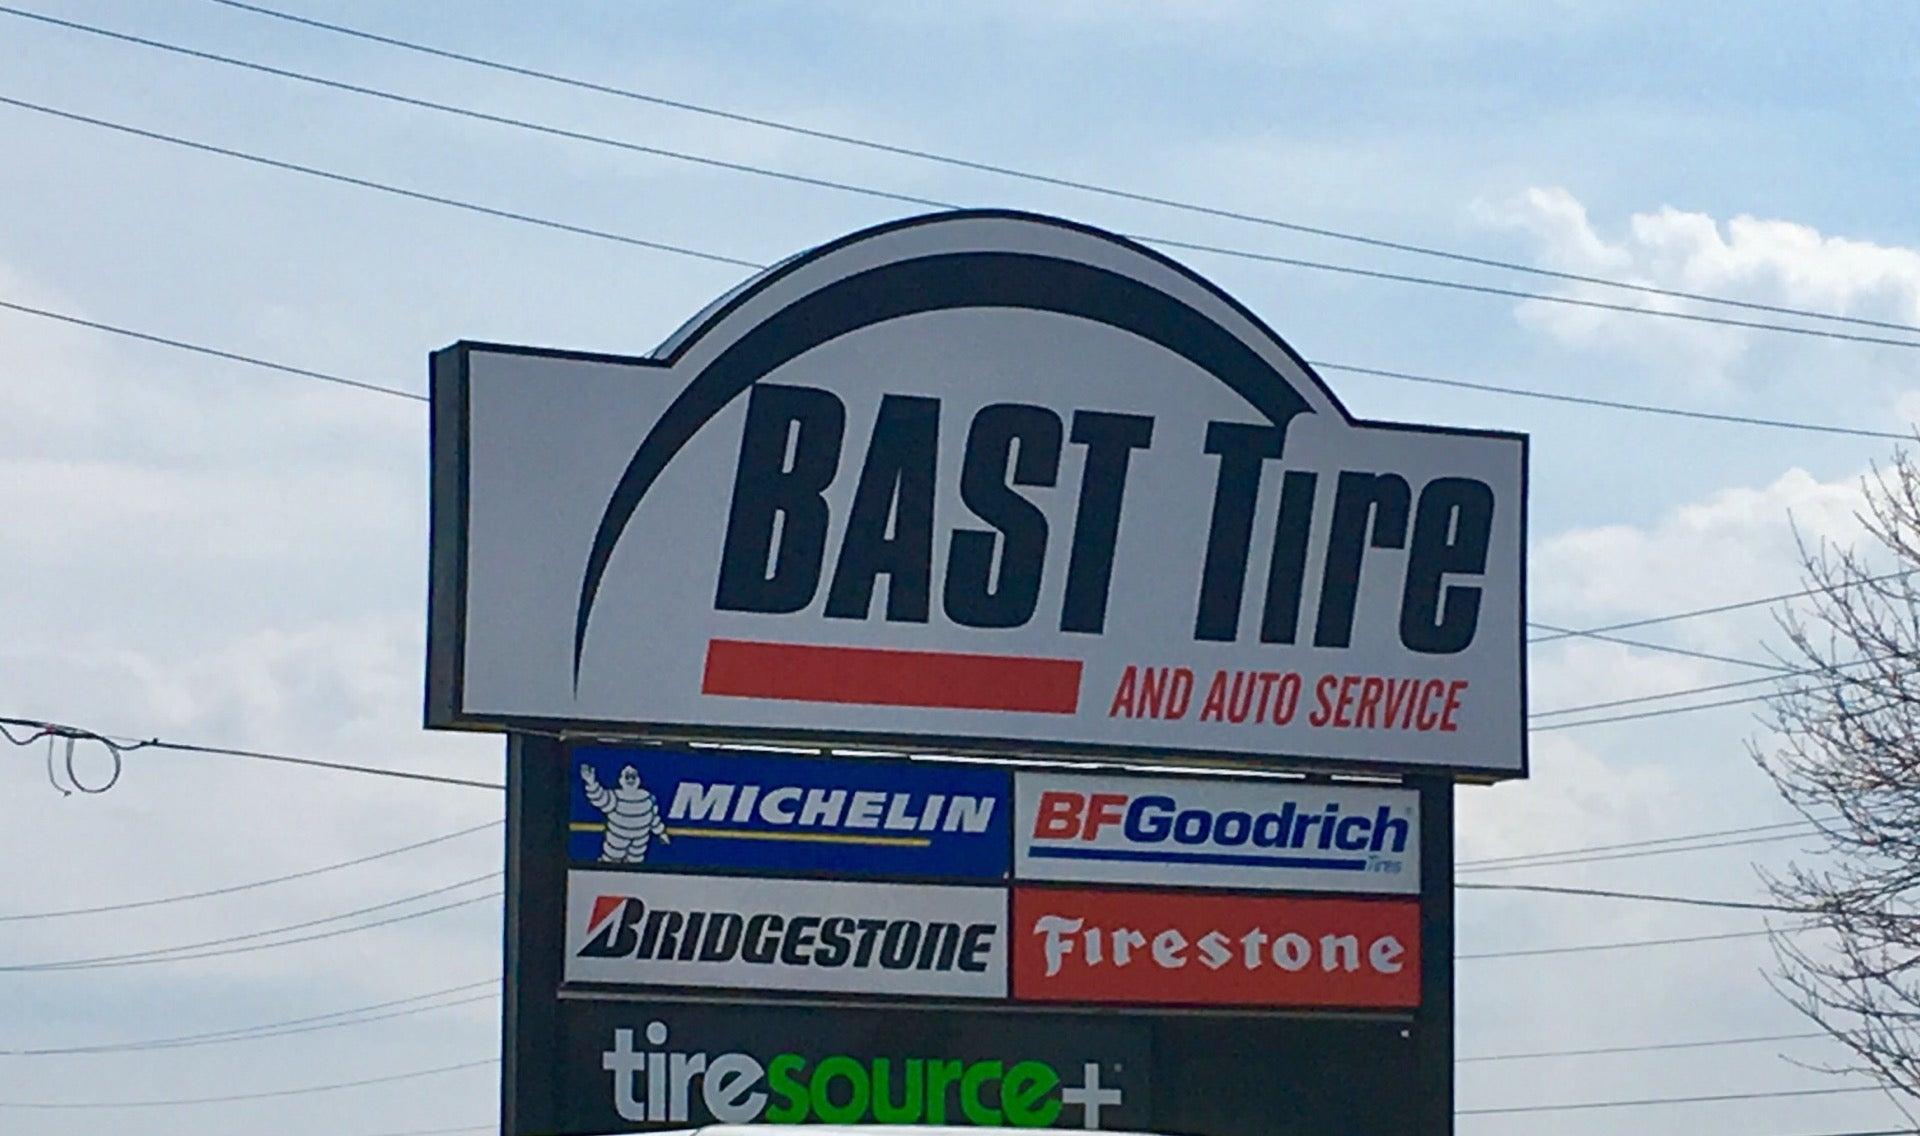 BAST Tire
AND AUTO SERVICE
MICHELIN
BFGoodrich
Tires
BRIDGESTONE
Firestone
tiresource+